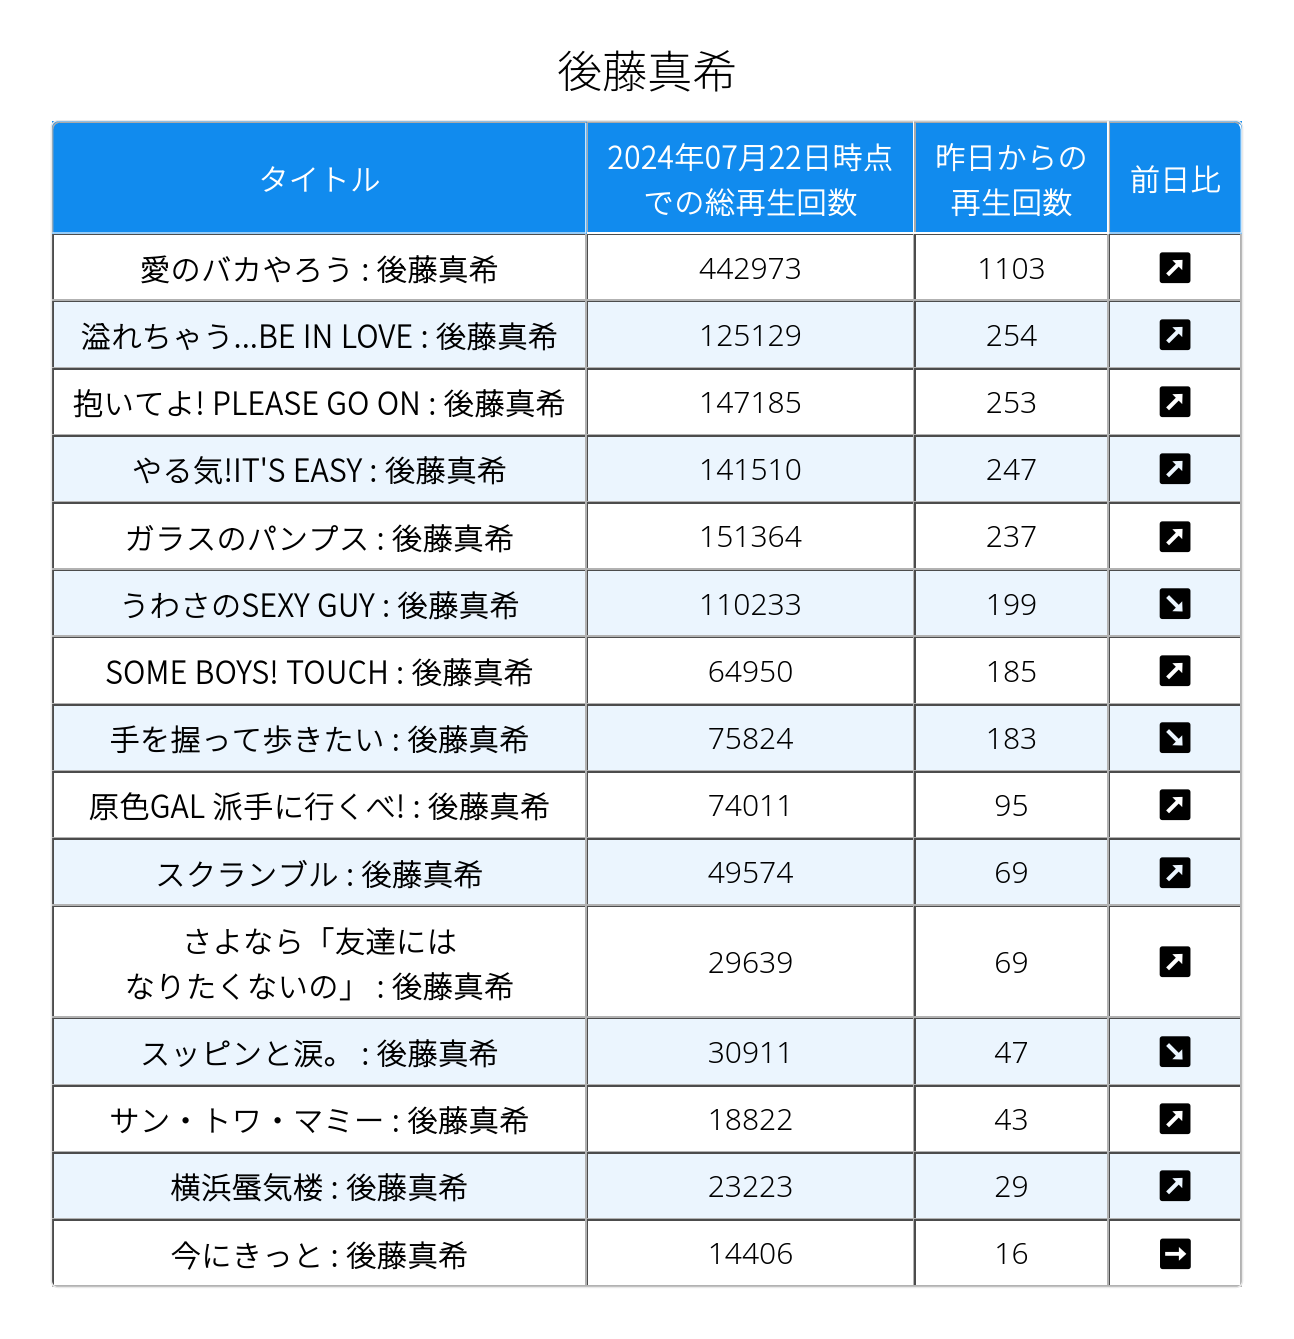 後藤真希
タイトル
2024年07月22日時点
での総再生回数
昨日からの
再生回数
前日比
愛のバカやろう : 後藤真希 442973 1103 ↗
溢れちゃう...BE IN LOVE : 後藤真希 125129 254 ↗
抱いてよ! PLEASE GO ON : 後藤真希 147185 253 ↗
やる気!IT'S EASY : 後藤真希 141510 247 ↗
ガラスのパンプス : 後藤真希 151364 237 ↗
うわさのSEXY GUY : 後藤真希 110233 199 ↘
SOME BOYS! TOUCH : 後藤真希 64950 185 ↗
手を握って歩きたい : 後藤真希 75824 183 ↘
原色GAL 派手に行くべ! : 後藤真希 74011 95 ↗
スクランブル : 後藤真希 49574 69 ↗
さよなら「友達には
なりたくないの」 : 後藤真希 29639 69 ↗
スッピンと涙。 : 後藤真希 30911 47 ↘
サン・トワ・マミー : 後藤真希 18822 43 ↗
横浜蜃気楼 : 後藤真希 23223 29 ↗
今にきっと : 後藤真希 14406 16 →